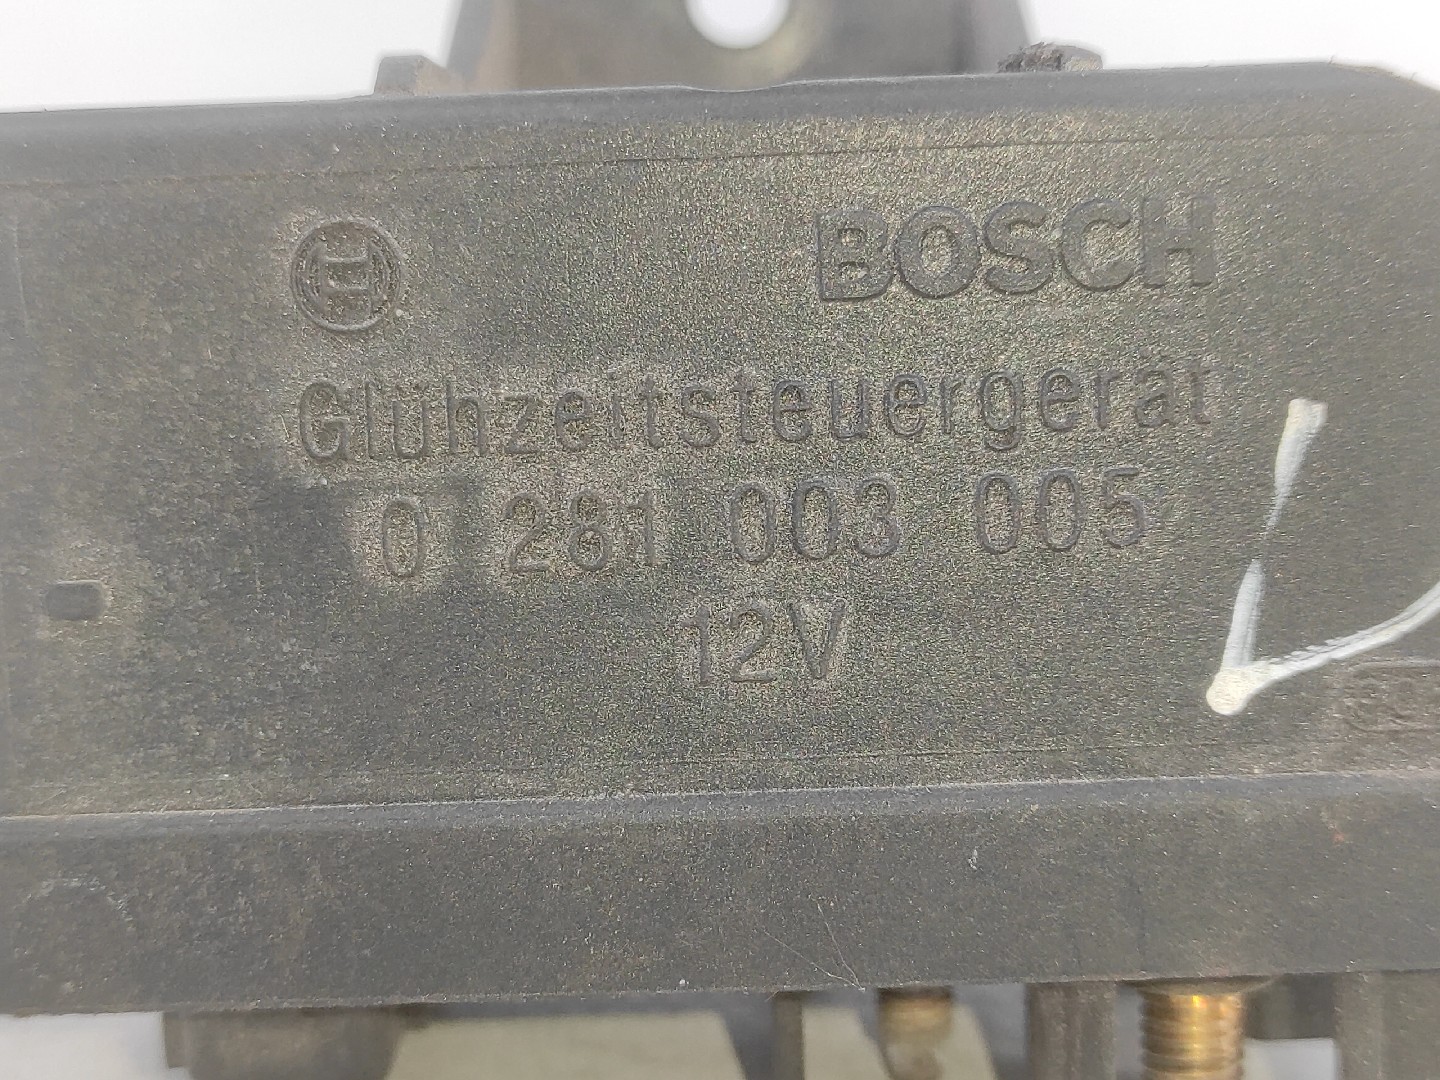 BOSCH
Glühzeitsteuergerät
0 281 003 005
12V